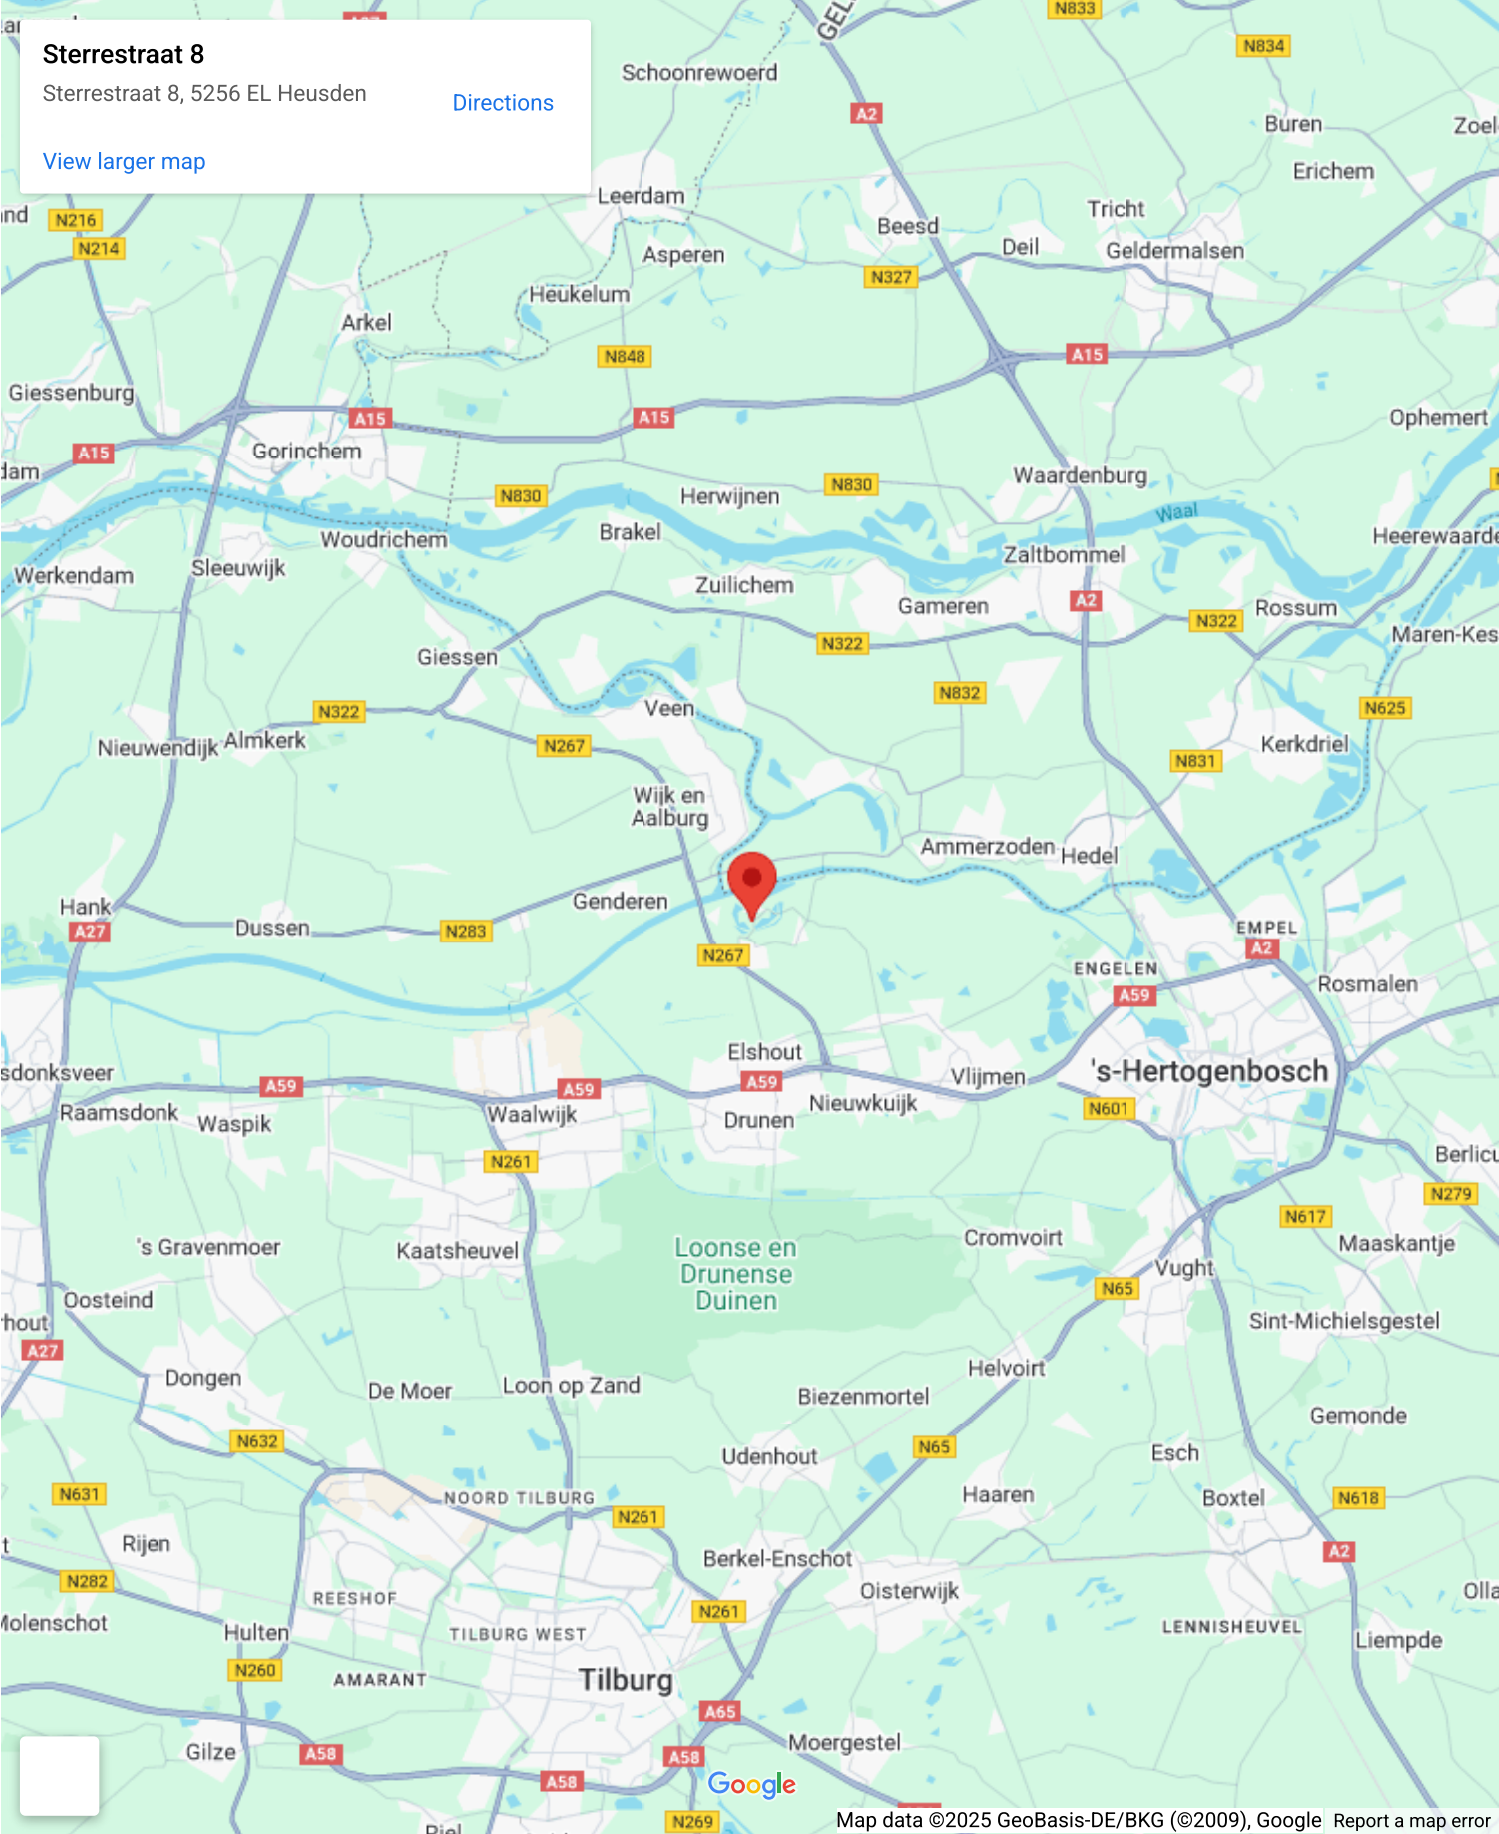 Sterrestraat 8
Sterrestraat 8, 5256 EL Heusden
Directions
View larger map
N833
N834
Schoonrewoerd
A2
Buren
Erichem
Leerdam
N216
N214
Tricht
Beesd
Deil
Geldermalsen
Asperen
N327
Heukelum
Arkel
N848
A15
Giessenburg
A15
A15
Ophemert
A15
Gorinchem
Waardenburg
N830
Herwijnen
N830
Waal
Brakel
Woudrichem
Zaltbommel
Sleeuwijk
Werkendam
Zuilichem
Gameren
A2
Rossum
N322
N322
Giessen
N832
Veen
N322
N625
Nieuwendijk
Almkerk
N267
Kerkdriel
N831
Wijk en
Aalburg
Ammerzoden
Hedel
Genderen
Hank
A27
Dussen
N283
EMPEL
A2
N267
ENGELEN
A59
Rosmalen
Elshout
A59
's-Hertogenbosch
Vlijmen
sdonksveer
A59
A59
Raamsdonk
Waspik
Waalwijk
Drunen
Nieuwkuijk
N601
N261
Berlicu
N279
N617
's Gravenmoer
Kaatsheuvel
Loonse en
Drunense
Duinen
Cromvoirt
Maaskantje
Vught
N65
Oosteind
rhout
Sint-Michielsgestel
A27
Dongen
De Moer
Loon op Zand
Helvoirt
Biezenmortel
Gemonde
N632
Udenhout
N65
Esch
N631
NOORD TILBURG
N261
Haaren
Boxtel
N618
Rijen
Berkel-Enschot
A2
N282
REESHOF
Oisterwijk
Molenschot
Hulten
N261
TILBURG WEST
LENNISHEUVEL
Liempde
N260
AMARANT
Tilburg
A65
Gilze
A58
A58
Moergestel
A58
Google
N269
Map data ©2025 GeoBasis-DE/BKG (©2009), Google
Report a map error